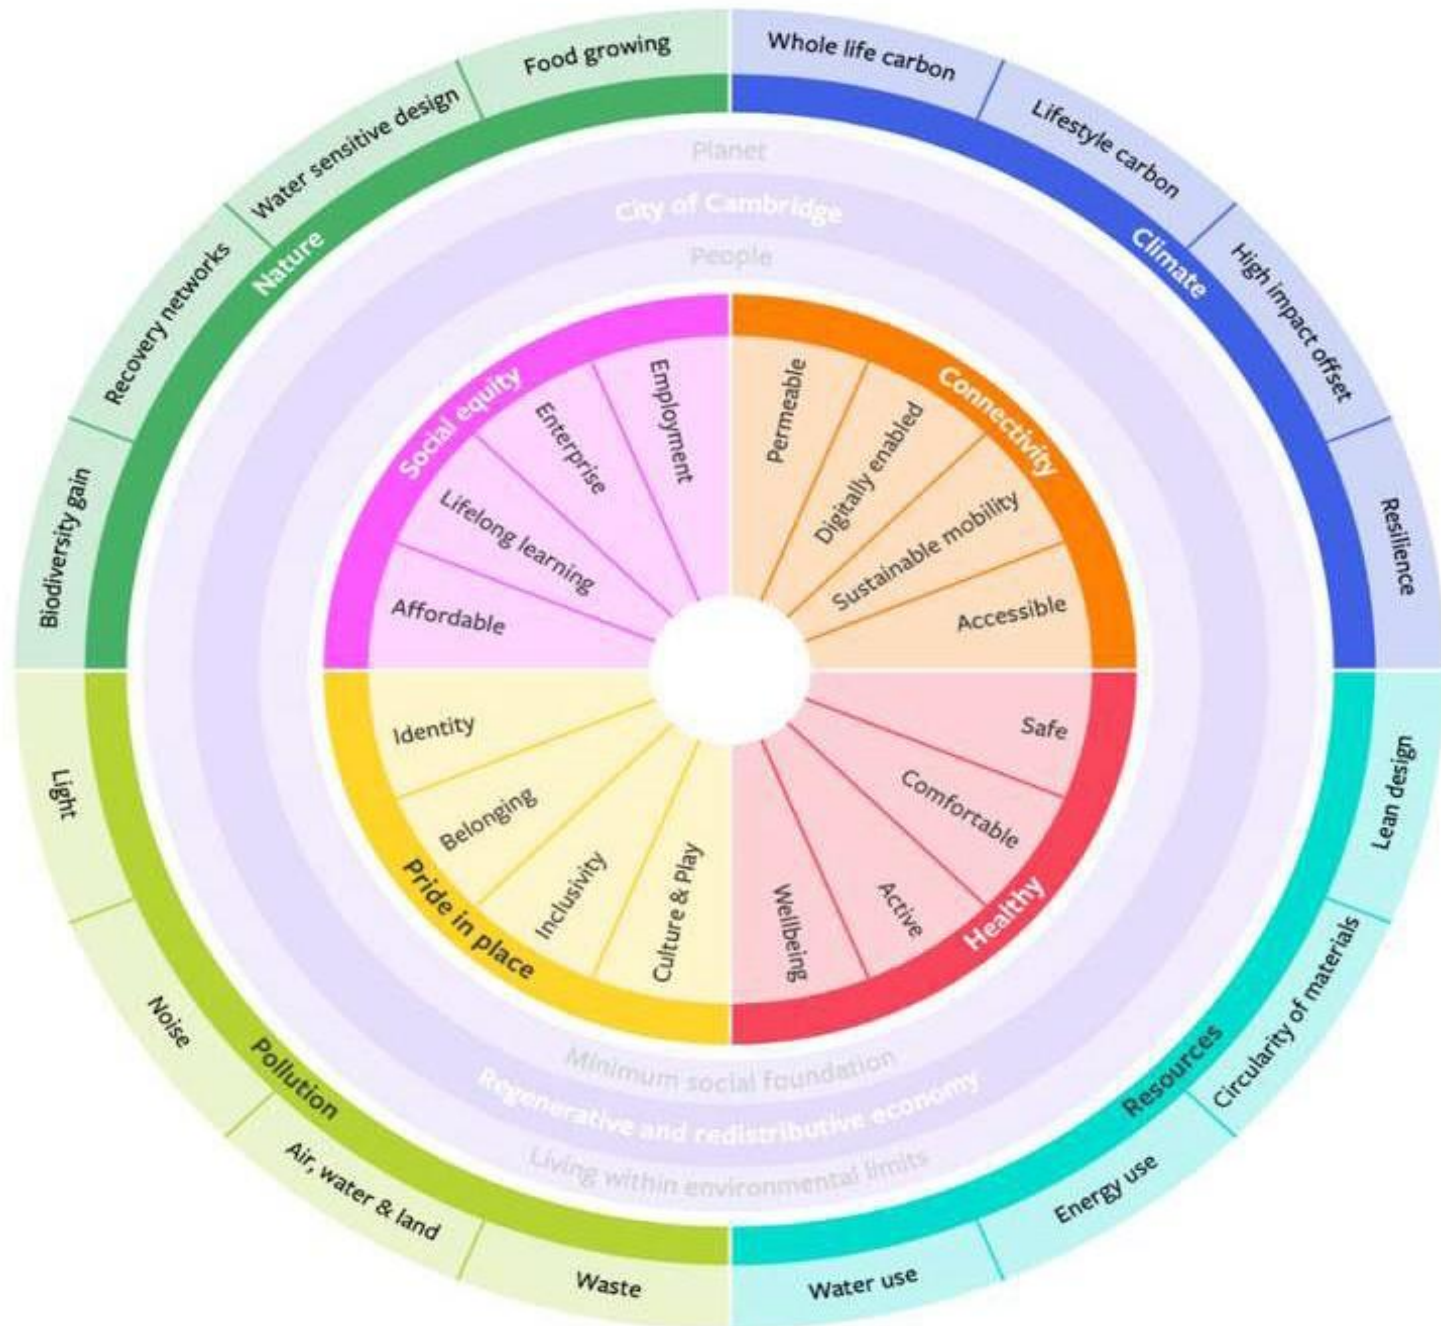 Food growing
Whole life carbon
Water sensitive design
Lifestyle carbon
Recovery networks
High impact offset
Biodiversity gain
Resilience
Nature
Climate
Planet
City of Cambridge
People
Social equity
Connectivity
Employment
Enterprise
Lifelong learning
Affordable
Permeable
Digitally enabled
Sustainable mobility
Accessible
Identity
Belonging
Inclusivity
Culture & Play
Safe
Comfortable
Active
Wellbeing
Pride in place
Healthy
Minimum social foundation
Regenerative and redistributive economy
Living within environmental limits
Pollution
Resources
Light
Noise
Air, water & land
Waste
Lean design
Circularity of materials
Energy use
Water use